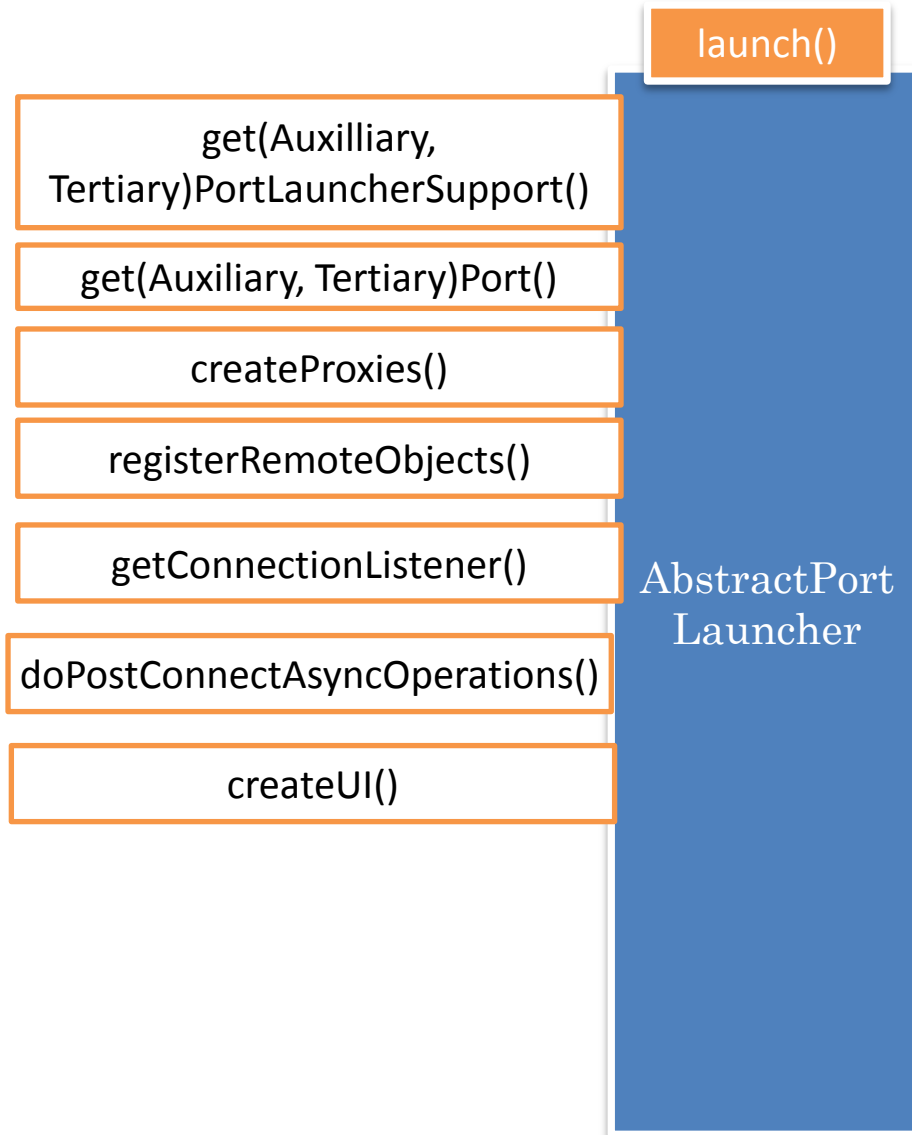 launch()
get(Auxilliary,
Tertiary)PortLauncherSupport()
get(Auxiliary, Tertiary)Port()
createProxies()
registerRemoteObjects()
getConnectionListener()
doPostConnectAsyncOperations()
createUI()
AbstractPort
Launcher